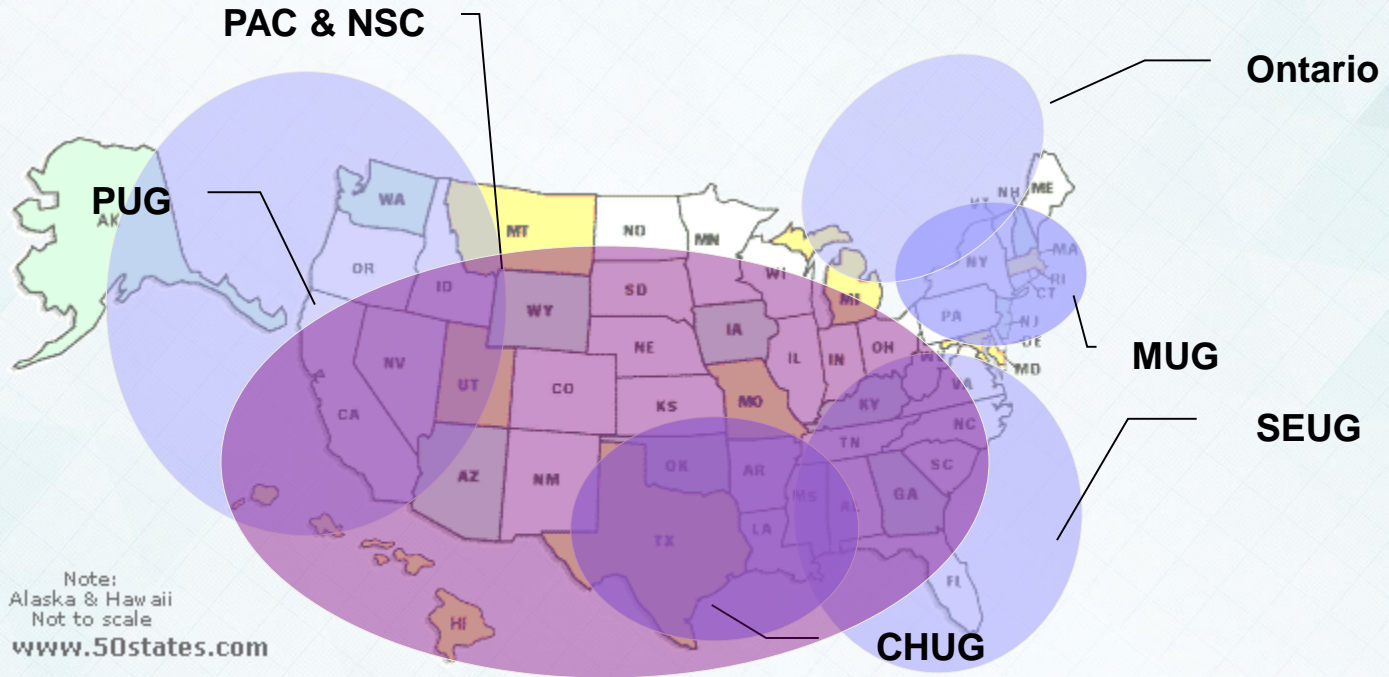 PAC & NSC
Ontario
PUG
MUG
SEUG
CHUG
AK
WA
MT
ND
MN
NH
ME
VT
MA
NY
RI
CT
OR
ID
WY
SD
WI
MI
PA
NJ
DE
MD
IA
NE
IL
IN
OH
NV
UT
CO
CA
KS
MO
KY
VA
TN
NC
AZ
NM
OK
AR
SC
MS
AL
GA
TX
LA
FL
HI
Note:
Alaska & Hawaii
Not to scale
www.50states.com